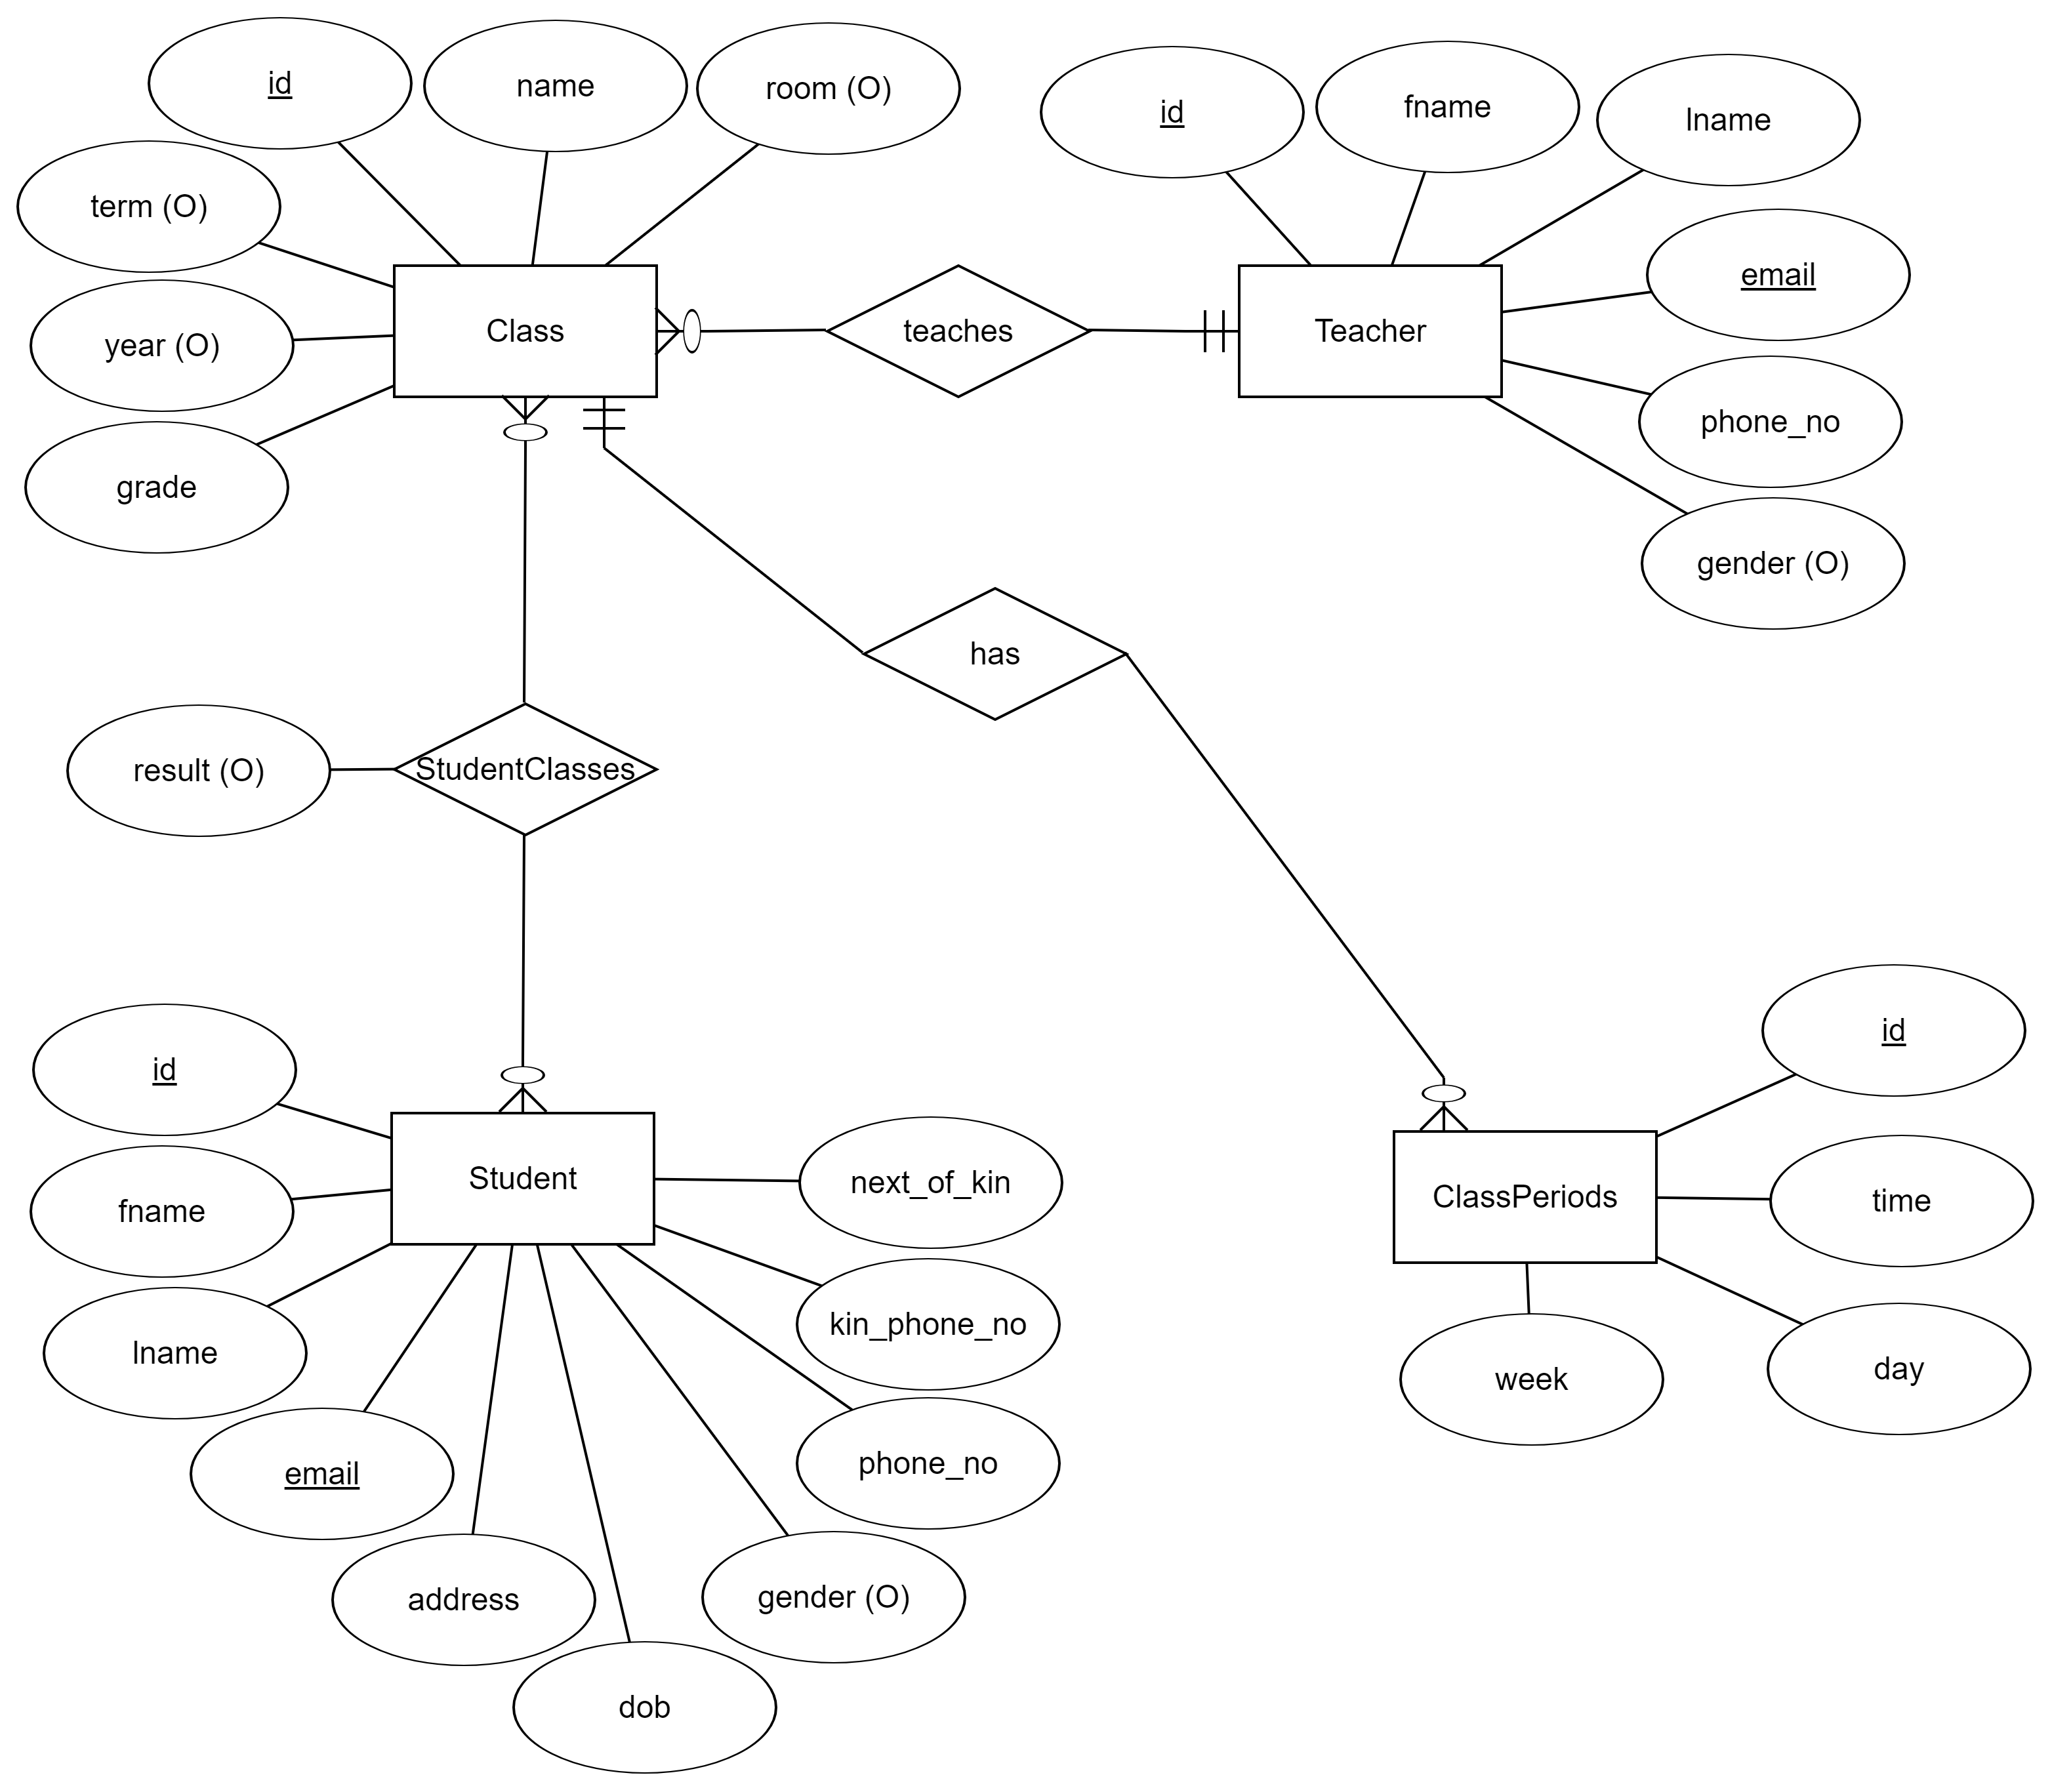 id
name
room (O)
id
fname
lname
term (O)
email
year (O)
Class
teaches
Teacher
phone_no
grade
gender (O)
has
result (O)
StudentClasses
id
id
Student
next_of_kin
ClassPeriods
time
fname
kin_phone_no
lname
week
day
email
phone_no
address
gender (O)
dob